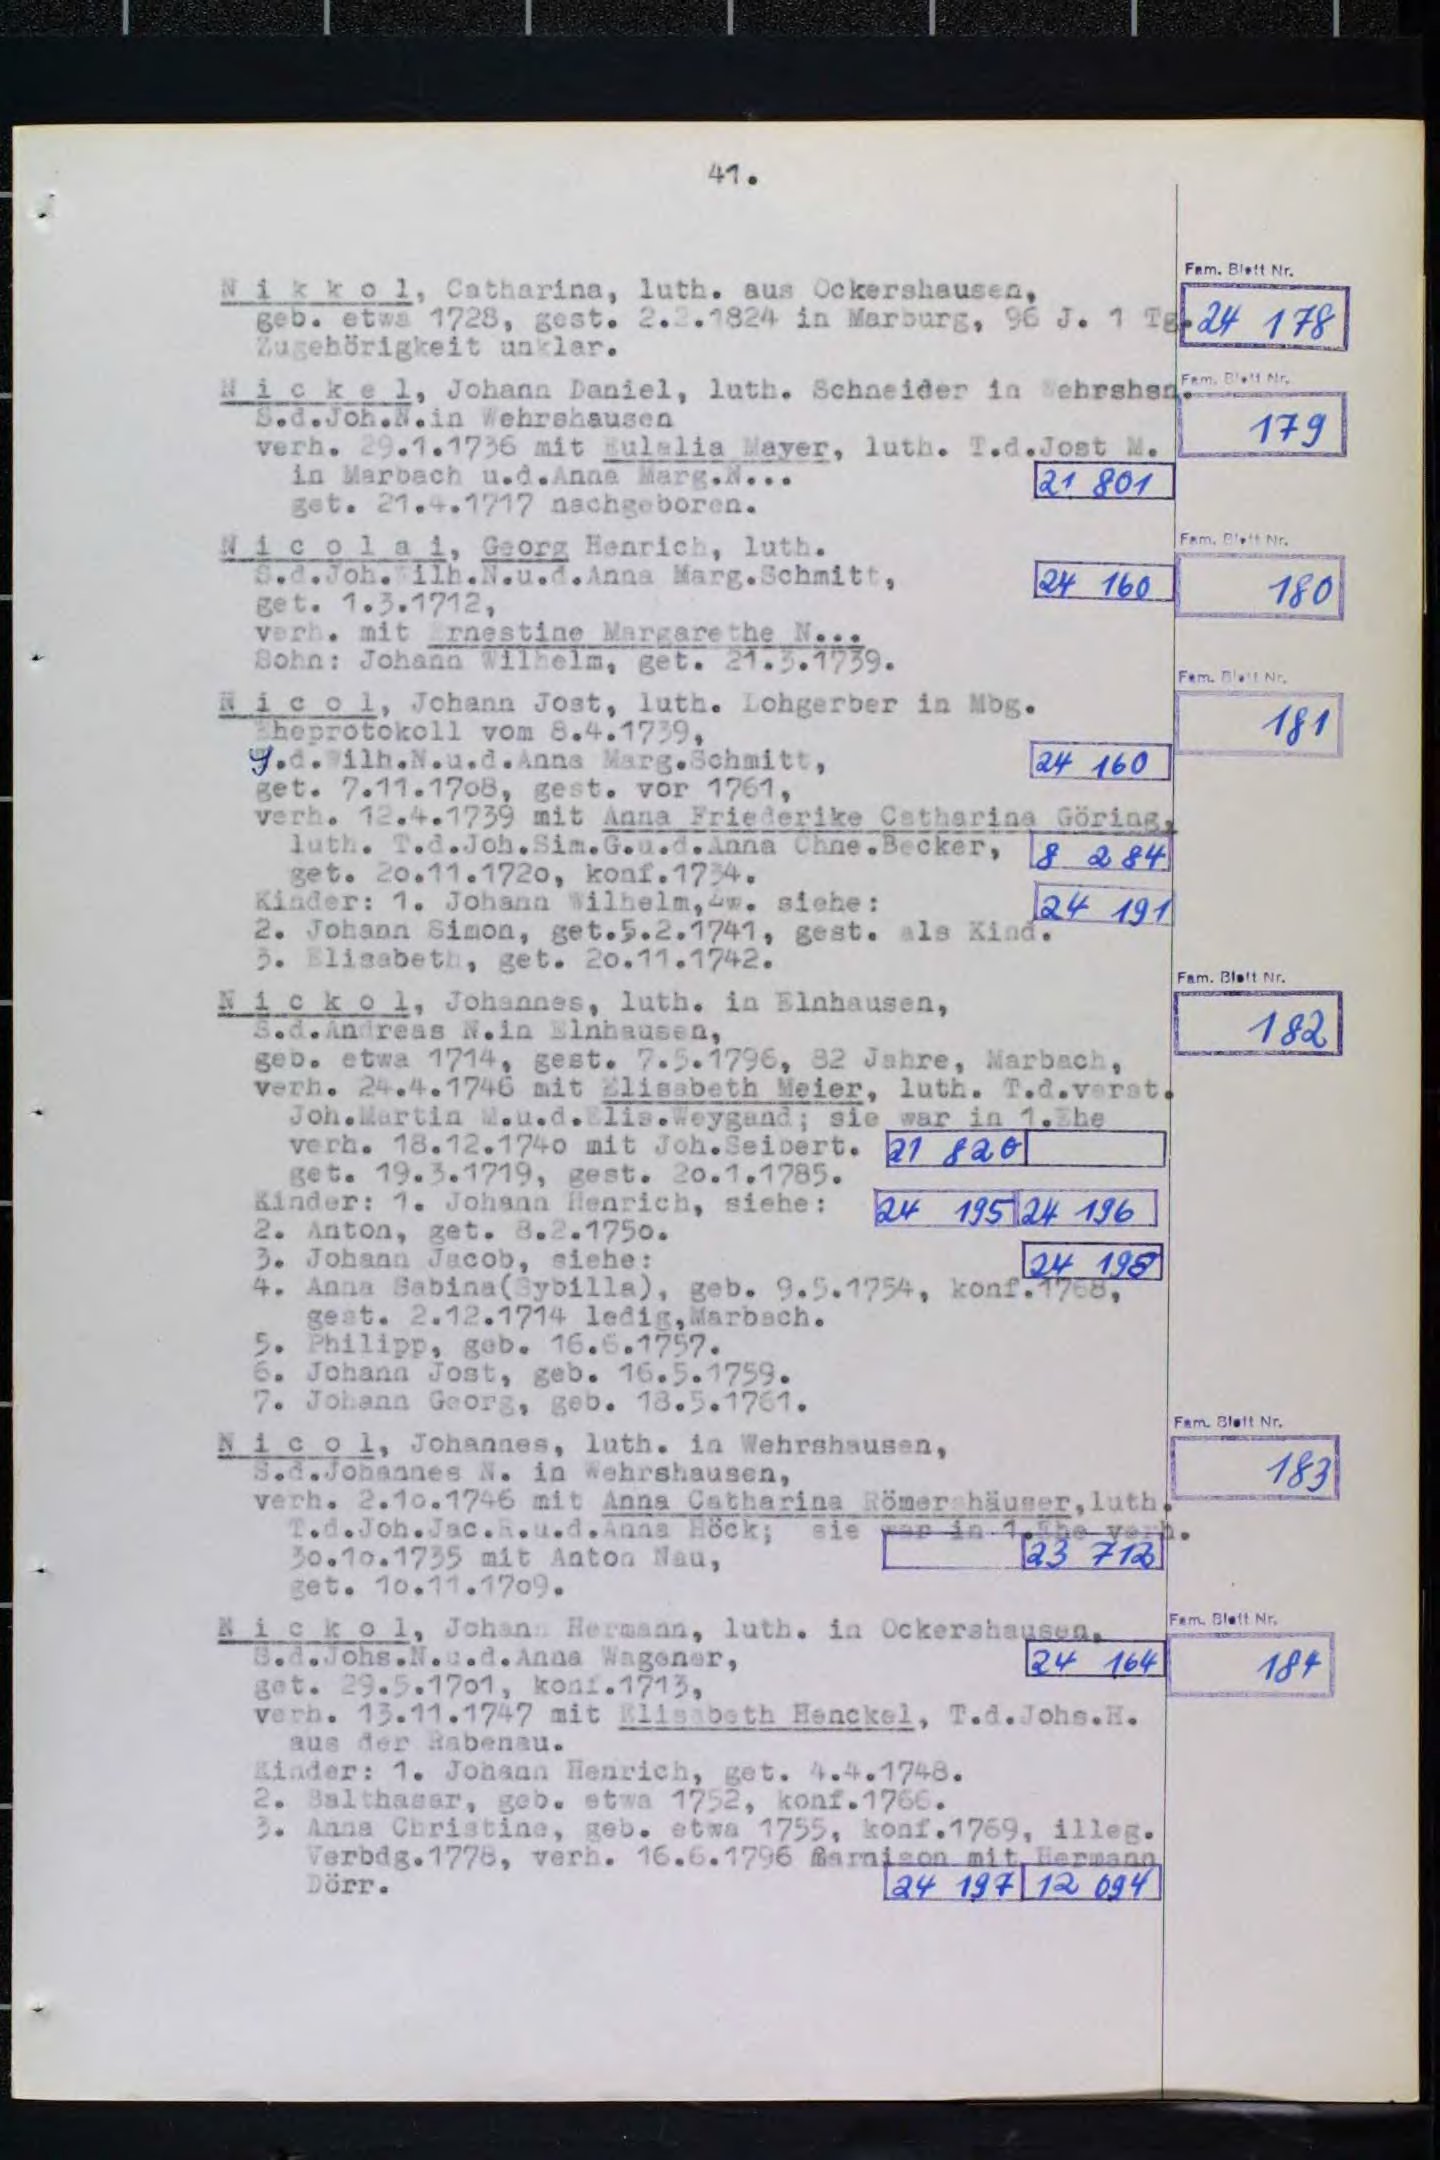 41.
Fam. Blatt Nr.
N i k k o l, Catharina, luth. aus Ockershausen,
geb. etwa 1728, gest. 2.2.1824 in Marburg, 96 J. 1 Tg. 24 178
Zugehörigkeit unklar.
N i c k e l, Johann Daniel, luth. Schneider in Wehrshsn. Fam. Blatt Nr.
S.d.Joh.N.in Wehrshausen 179
verh. 29.1.1736 mit Eulalia Mayer, luth. T.d.Jost M.
in Marbach u.d.Anna Marg.N... 21 801
get. 21.4.1717 nachgeboren.
N i c o l a i, Georg Henrich, luth. Fam. Blatt Nr.
S.d.Joh.Wilh.N.u.d.Anna Marg.Schmitt, 24 160 180
get. 1.3.1712,
verh. mit Ernestine Margarethe N...
Sohn: Johann Wilhelm, get. 21.3.1739.
Fam. Blatt Nr.
N i c o l, Johann Jost, luth. Lohgerber in Mbg. 181
Eheprotokoll vom 8.4.1739,
S.d.Wilh.N.u.d.Anna Marg.Schmitt, 24 160
get. 7.11.1708, gest. vor 1761,
verh. 12.4.1739 mit Anna Friederike Catharina Göring,
luth. T.d.Joh.Sim.G.u.d.Anna Chne.Becker, 8 284
get. 20.11.1720, konf.1734.
Kinder: 1. Johann Wilhelm,Zw. siehe: 24 191
2. Johann Simon, get.5.2.1741, gest. als Kind.
3. Elisabeth, get. 20.11.1742.
Fam. Blatt Nr.
N i c k o l, Johannes, luth. in Elnhausen,
S.d.Andreas N.in Elnhausen, 182
geb. etwa 1714, gest. 7.5.1796, 82 Jahre, Marbach,
verh. 24.4.1746 mit Elisabeth Meier, luth. T.d.verst.
Joh.Martin M.u.d.Elis.Weygand; sie war in 1.Ehe
verh. 18.12.1740 mit Joh.Seibert. 21 820
get. 19.3.1719, gest. 20.1.1785.
Kinder: 1. Johann Henrich, siehe: 24 195 24 196
2. Anton, get. 8.2.1750.
3. Johann Jacob, siehe: 24 198
4. Anna Sabina(Sybilla), geb. 9.5.1754, konf.1768,
gest. 2.12.1714 ledig,Marbach.
5. Philipp, geb. 16.6.1757.
6. Johann Jost, geb. 16.5.1759.
7. Johann Georg, geb. 18.5.1761.
Fam. Blatt Nr.
N i c o l, Johannes, luth. in Wehrshausen,
S.d.Johannes N. in Wehrshausen, 183
verh. 2.10.1746 mit Anna Catharina Römershäuser,luth.
T.d.Joh.Jac.R.u.d.Anna Höck; sie war in 1.Ehe verh.
30.10.1735 mit Anton Nau, 23 712
get. 10.11.1709.
Fam. Blatt Nr.
N i c k o l, Johann Hermann, luth. in Ockershausen,
S.d.Johs.N.u.d.Anna Wagener, 24 164 184
get. 29.5.1701, konf.1713,
verh. 13.11.1747 mit Elisabeth Henckel, T.d.Johs.H.
aus der Rabenau.
Kinder: 1. Johann Henrich, get. 4.4.1748.
2. Balthasar, geb. etwa 1752, konf.1766.
3. Anna Christine, geb. etwa 1755, konf.1769, illeg.
Verbdg.1778, verh. 16.6.1796 Garnison mit Hermann
Dörr. 24 197 12 094